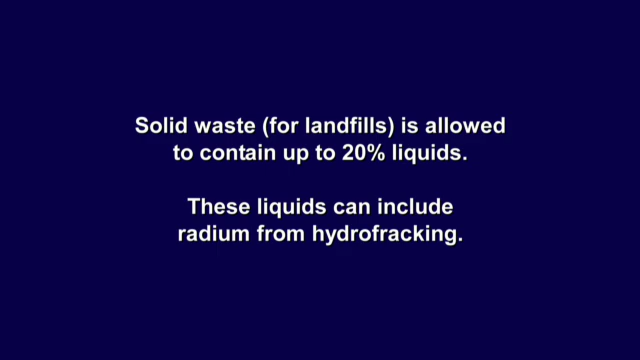 Solid waste (for landfills) is allowed
to contain up to 20% liquids.
These liquids can include
radium from hydrofracking.